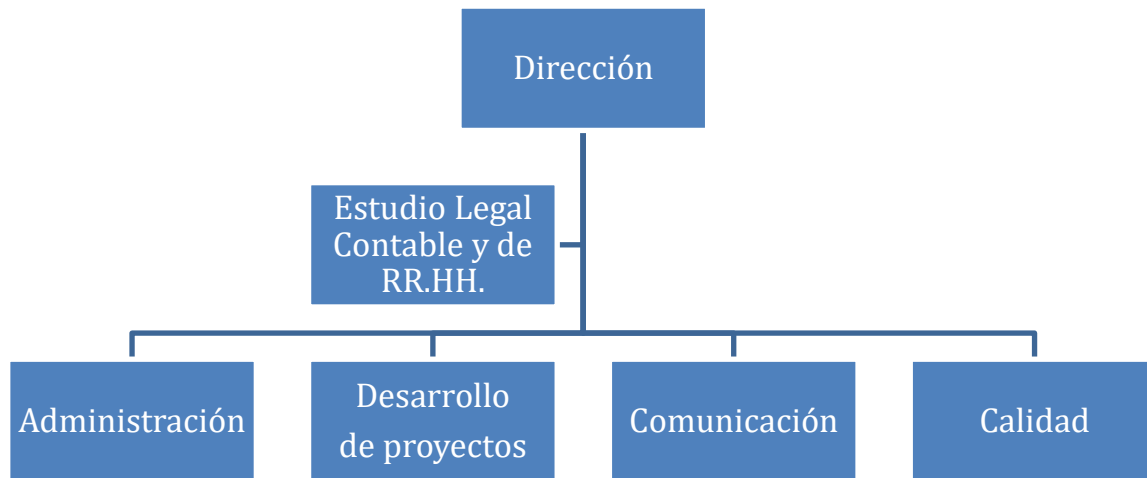 Dirección
Estudio Legal
Contable y de
RR.HH.
Administración
Desarrollo
de proyectos
Comunicación
Calidad